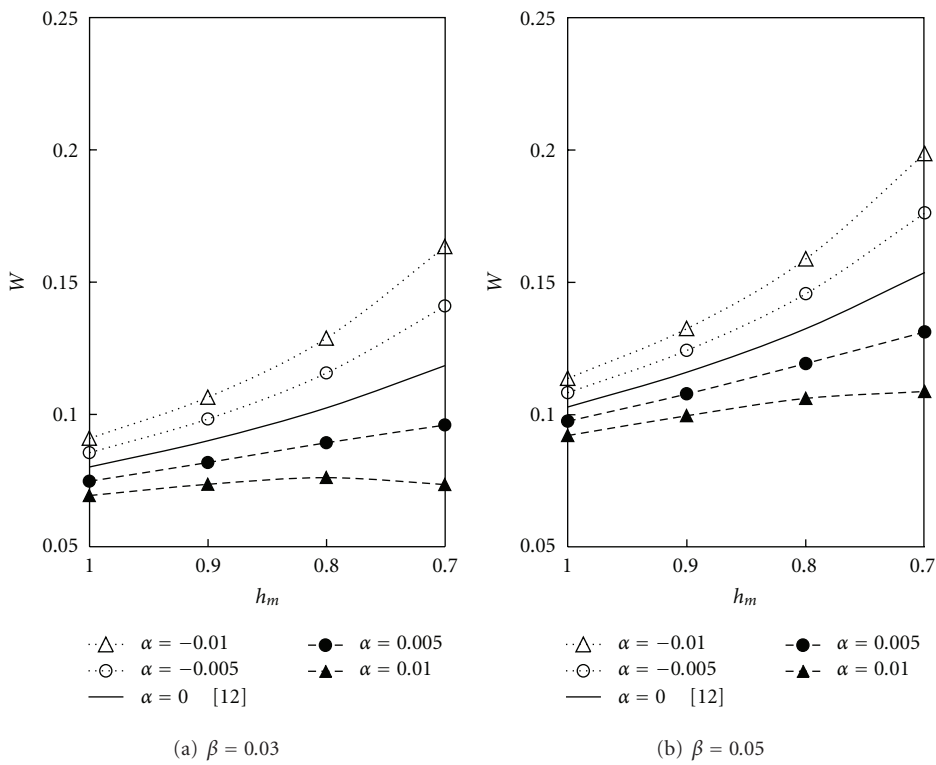 0.25
0.2
0.15
0.1
0.05
W
1
0.9
0.8
0.7
h_m
α = −0.01
α = −0.005
α = 0 [12]
α = 0.005
α = 0.01
(a) β = 0.03
0.25
0.2
0.15
0.1
0.05
W
1
0.9
0.8
0.7
h_m
α = −0.01
α = −0.005
α = 0 [12]
α = 0.005
α = 0.01
(b) β = 0.05